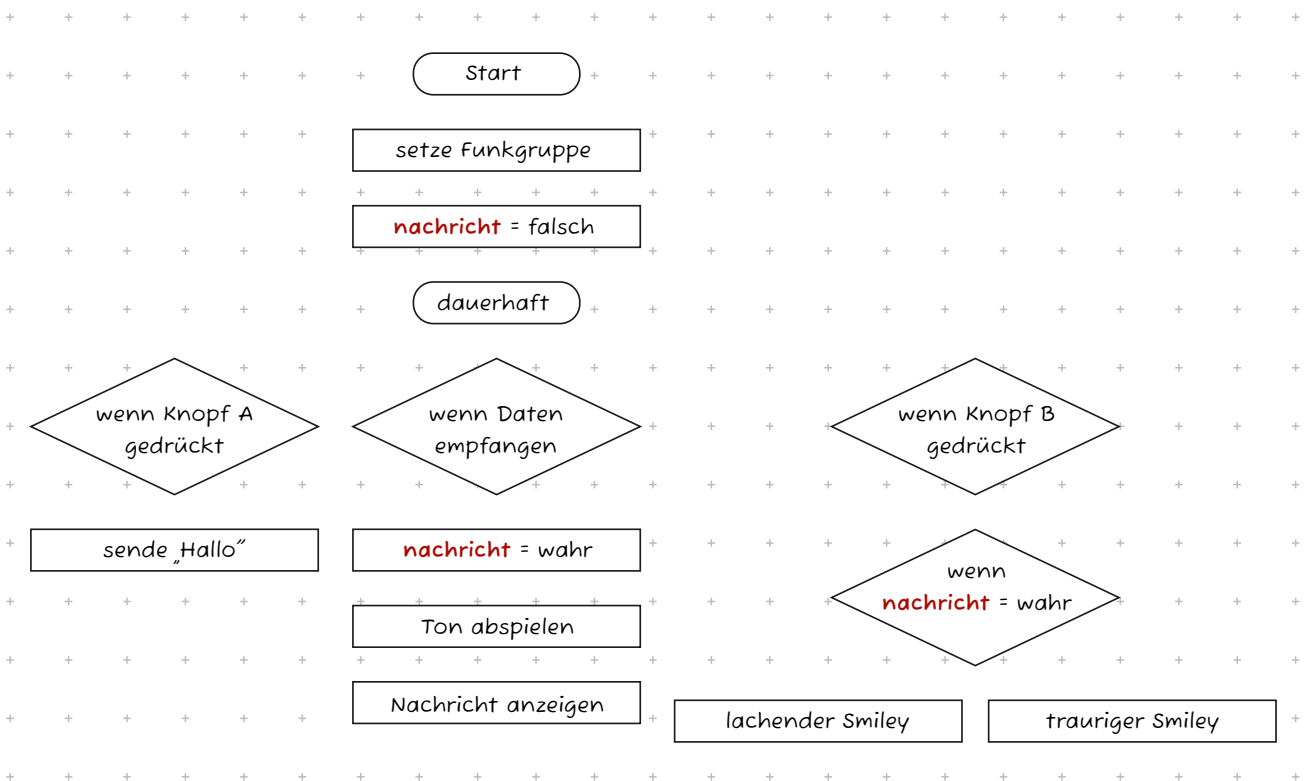 Start
setze Funkgruppe
nachricht = falsch
dauerhaft
wenn Knopf A
gedrückt
wenn Daten
empfangen
wenn Knopf B
gedrückt
sende „Hallo”
nachricht = wahr
Ton abspielen
Nachricht anzeigen
wenn
nachricht = wahr
lachender Smiley
trauriger Smiley